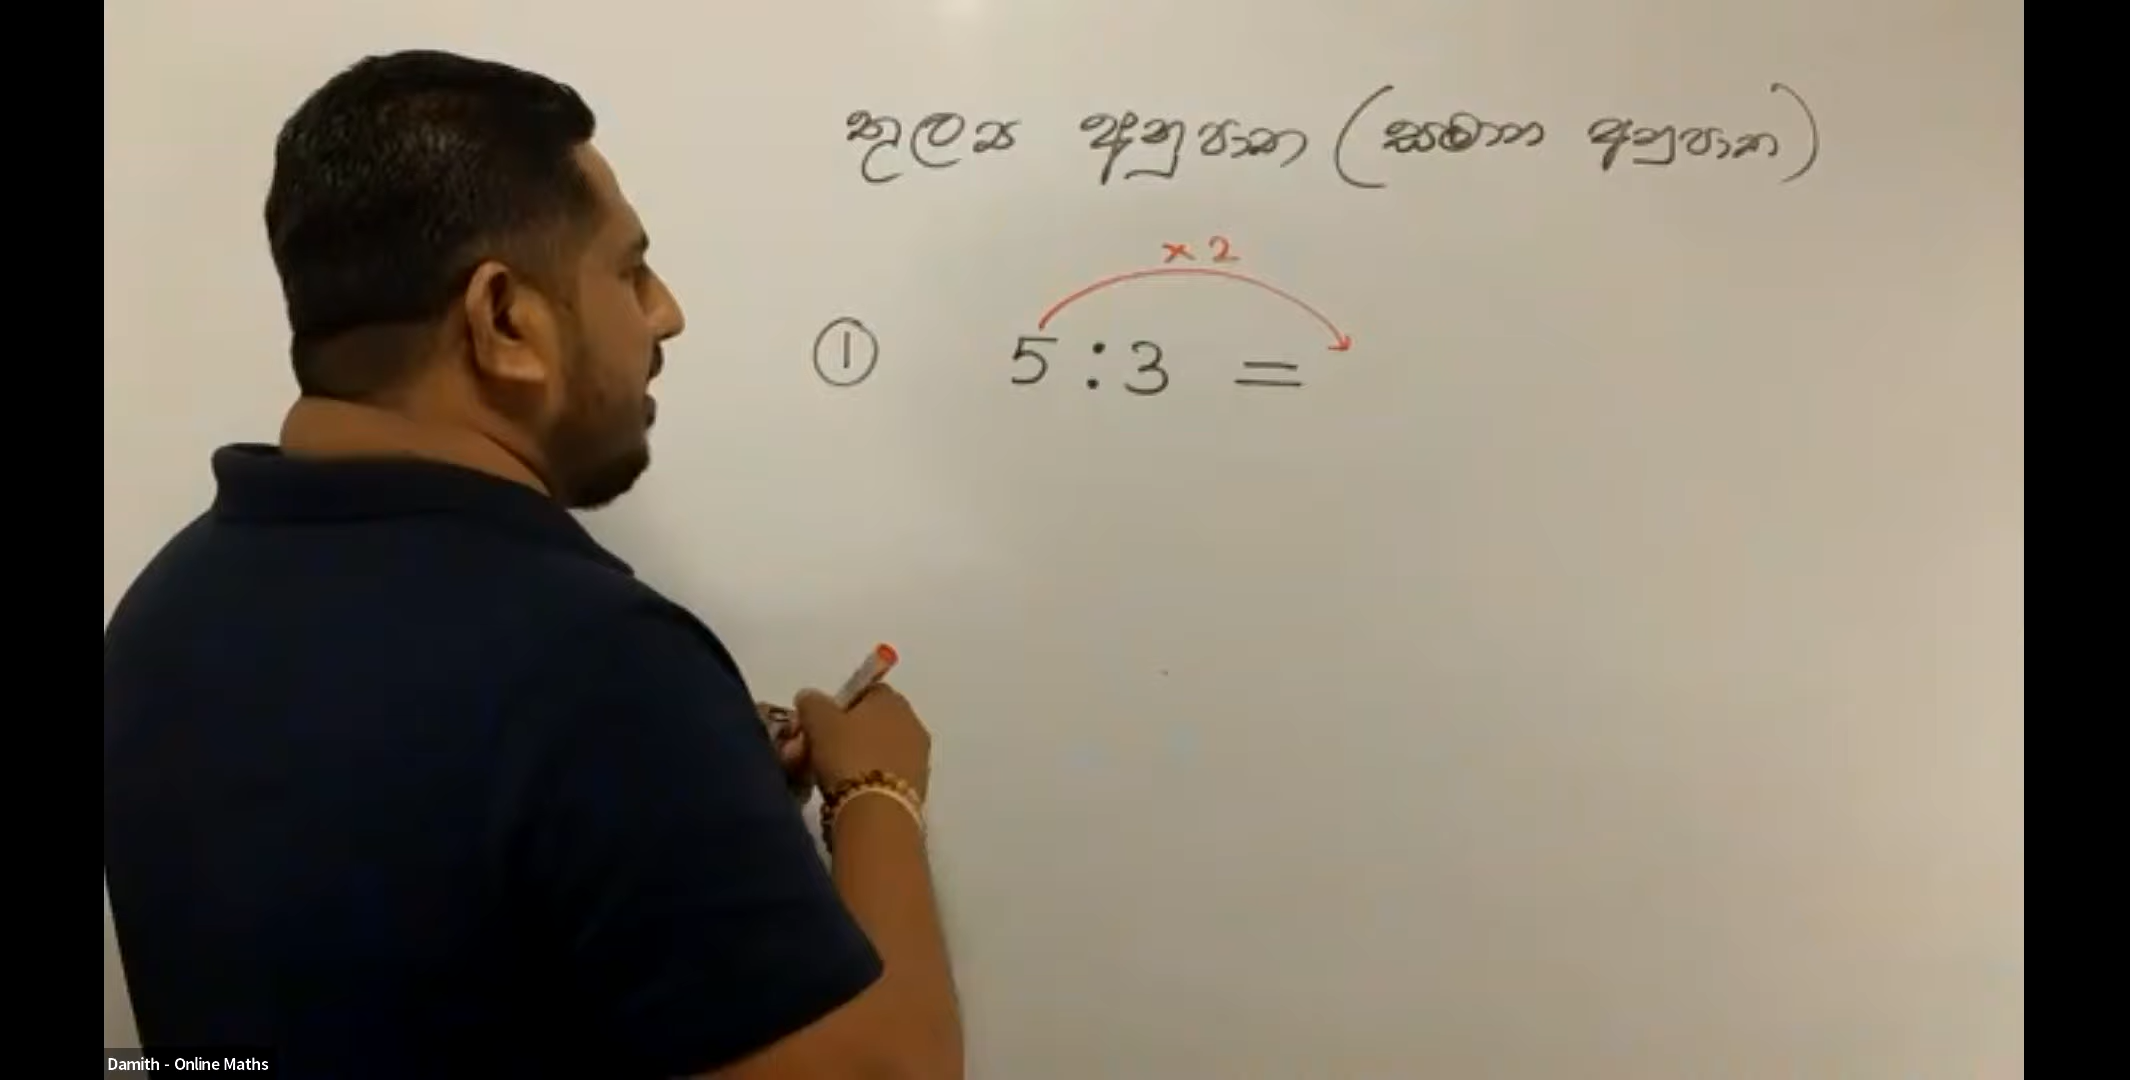 තුල්‍ය අනුපාත (සමාන අනුපාත)
× 2
① 5 : 3 =
Damith - Online Maths